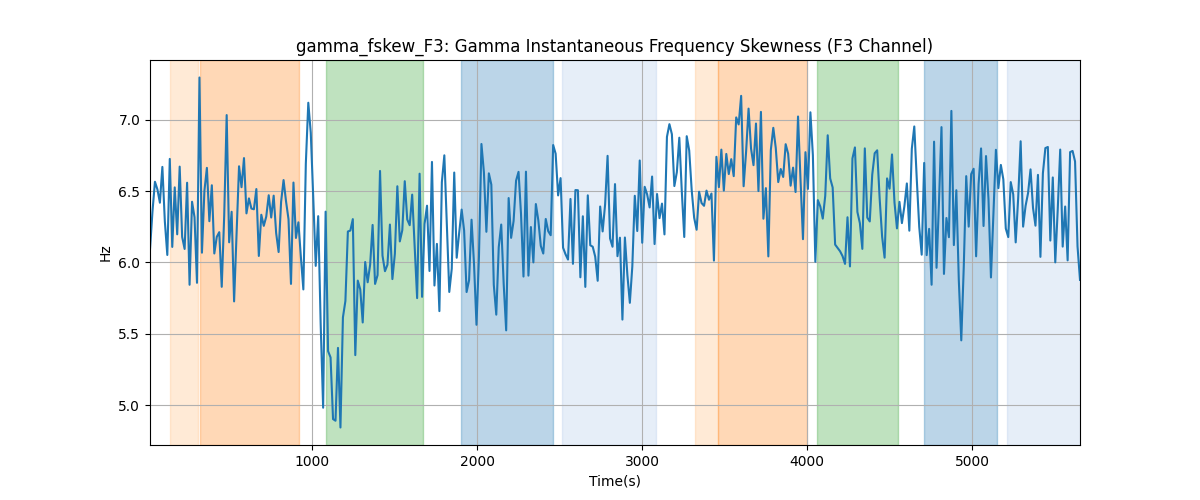 gamma_fskew_F3: Gamma Instantaneous Frequency Skewness (F3 Channel)
Hz
7.0
6.5
6.0
5.5
5.0
1000 2000 3000 4000 5000
Time(s)